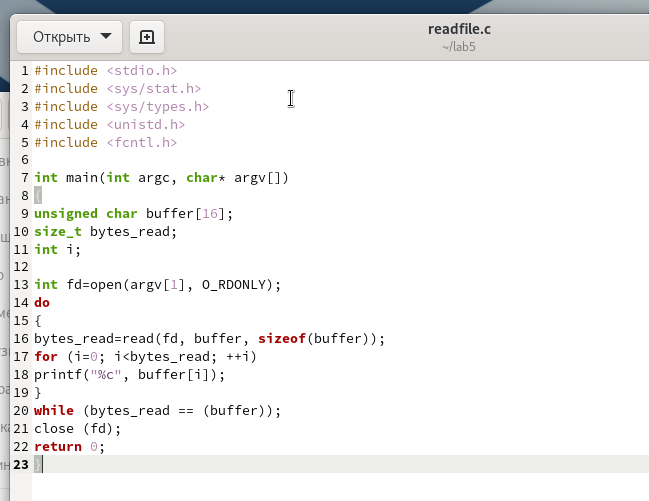 Открыть
readfile.c
~/lab5
1 #include <stdio.h>
2 #include <sys/stat.h>
3 #include <sys/types.h>
4 #include <unistd.h>
5 #include <fcntl.h>
6
7 int main(int argc, char* argv[])
8 {
9 unsigned char buffer[16];
10 size_t bytes_read;
11 int i;
12
13 int fd=open(argv[1], O_RDONLY);
14 do
15 {
16 bytes_read=read(fd, buffer, sizeof(buffer));
17 for (i=0; i<bytes_read; ++i)
18 printf("%c", buffer[i]);
19 }
20 while (bytes_read == (buffer));
21 close (fd);
22 return 0;
23 }